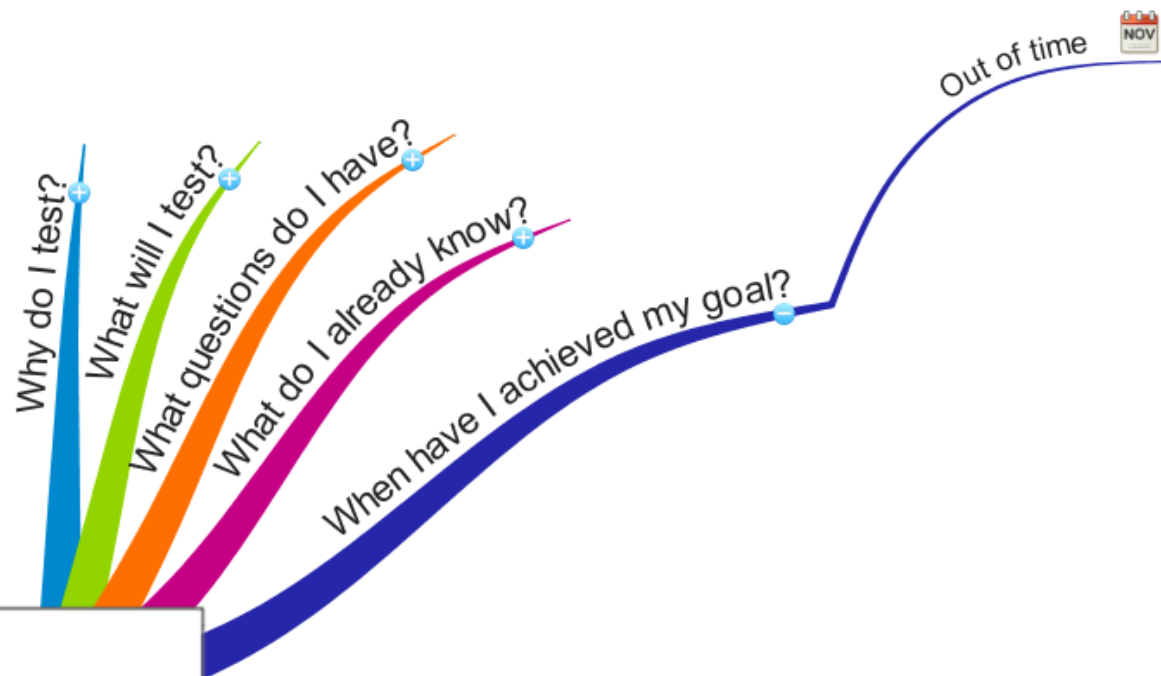 Why do I test?
What will I test?
What questions do I have?
What do I already know?
When have I achieved my goal?
Out of time
NOV